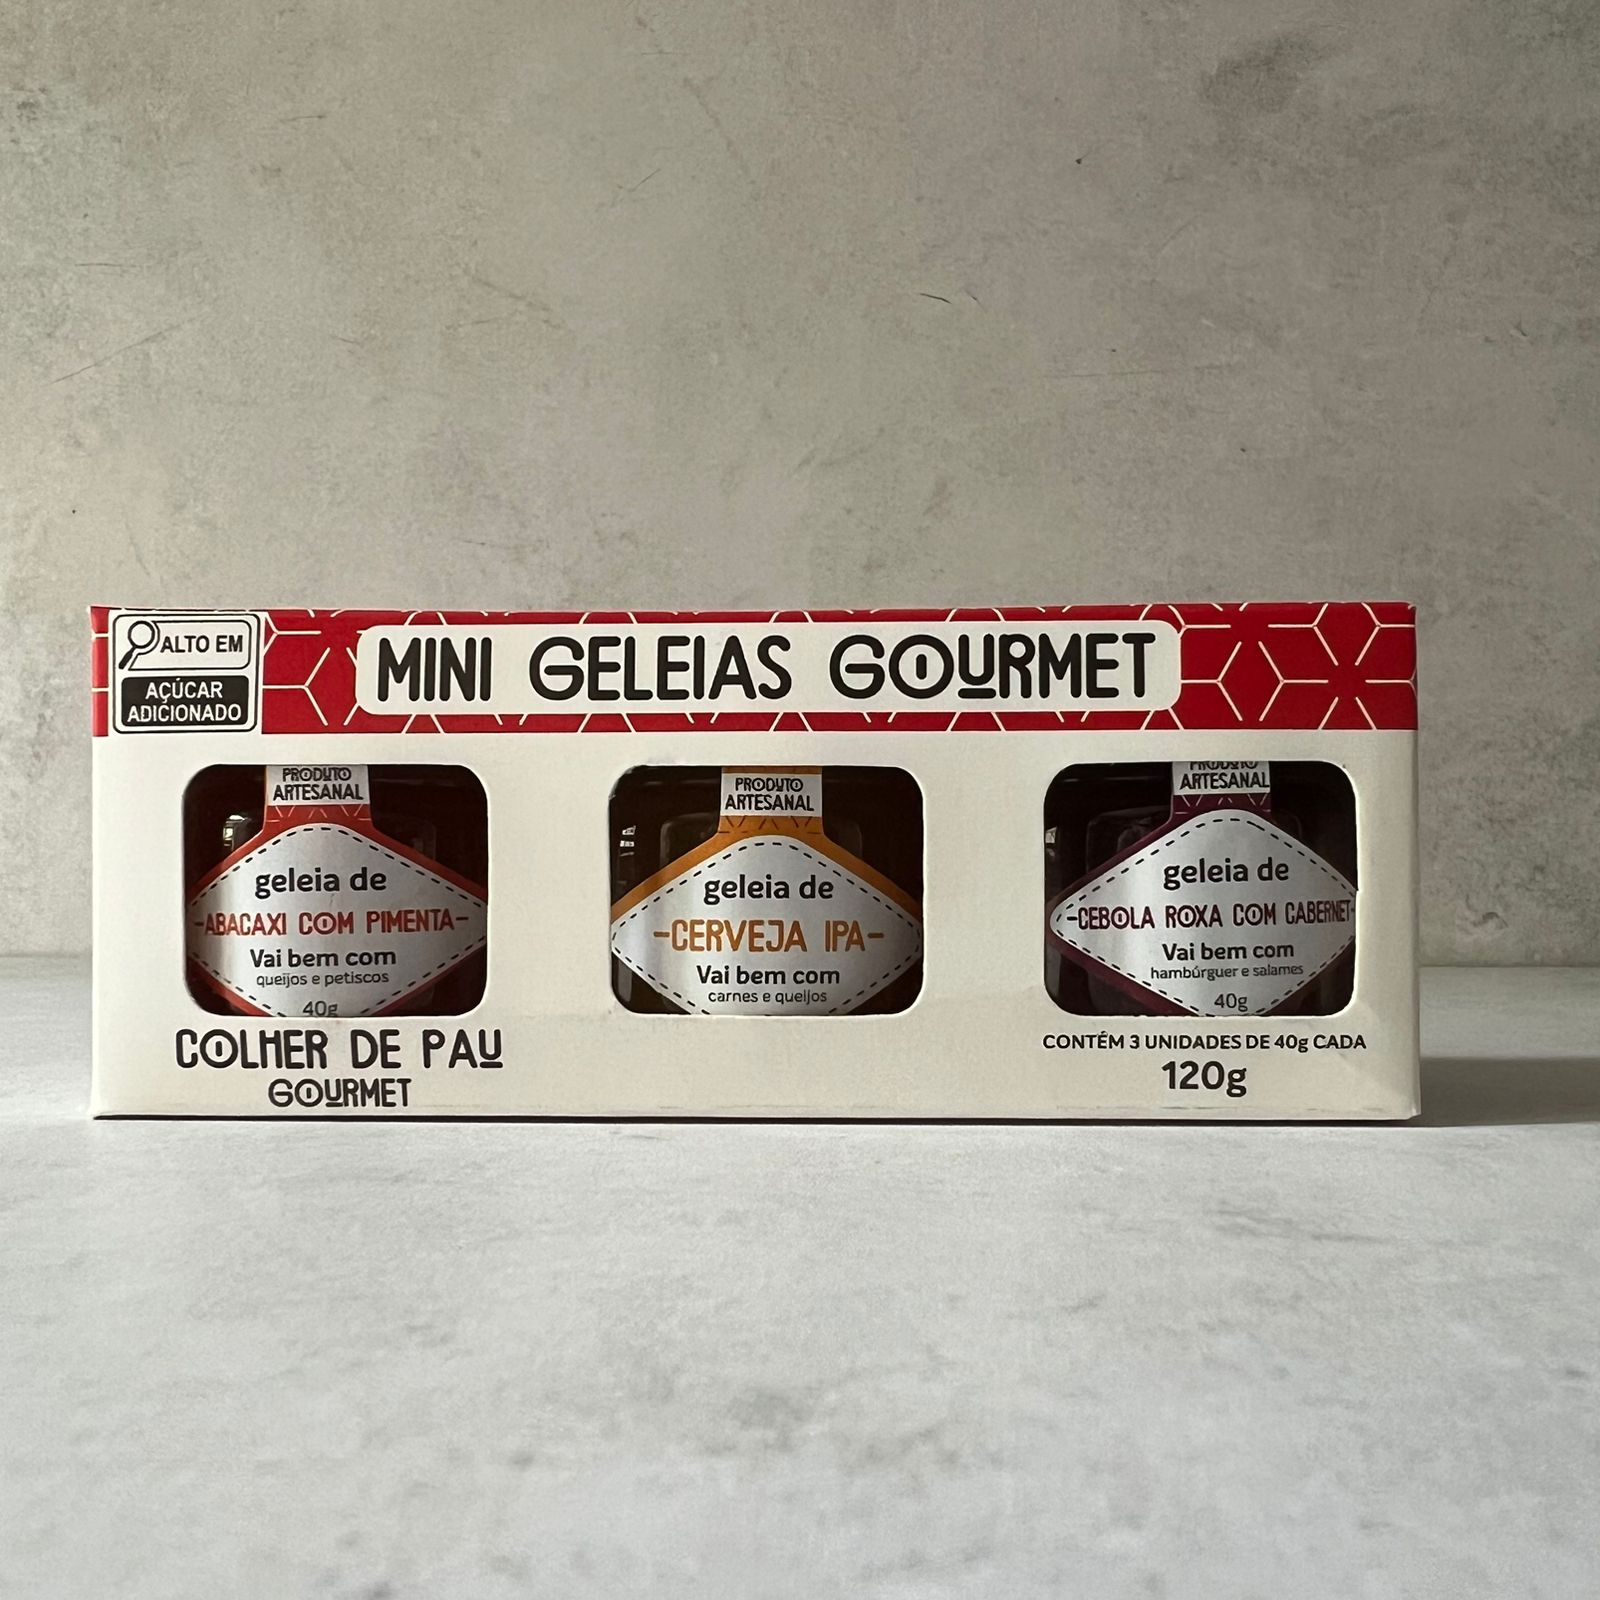 ALTO EM
AÇÚCAR
ADICIONADO
MINI GELEIAS GOURMET
PRODUTO
ARTESANAL
geleia de
-ABACAXI COM PIMENTA-
Vai bem com
queijos e petiscos
40g
PRODUTO
ARTESANAL
geleia de
-CERVEJA IPA-
Vai bem com
carnes e queijos
PRODUTO
ARTESANAL
geleia de
-CEBOLA ROXA COM CABERNET-
Vai bem com
hambúrguer e salames
40g
COLHER DE PAU
GOURMET
CONTÉM 3 UNIDADES DE 40g CADA
120g